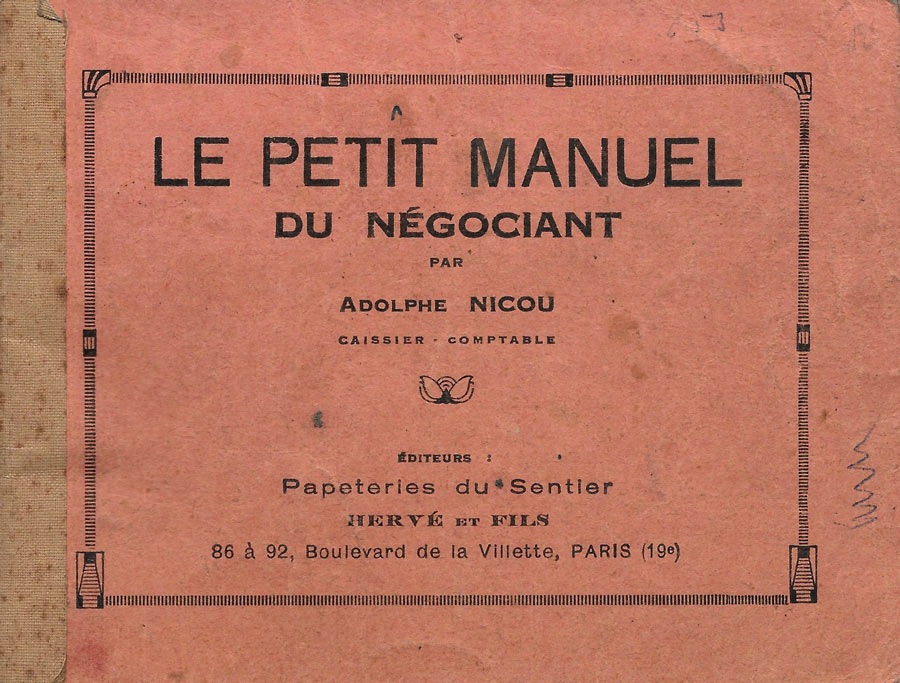 LE PETIT MANUEL
DU NÉGOCIANT
PAR
ADOLPHE NICOU
CAISSIER - COMPTABLE
ÉDITEURS :
Papeteries du Sentier
HERVÉ ET FILS
86 à 92, Boulevard de la Villette, PARIS (19e)